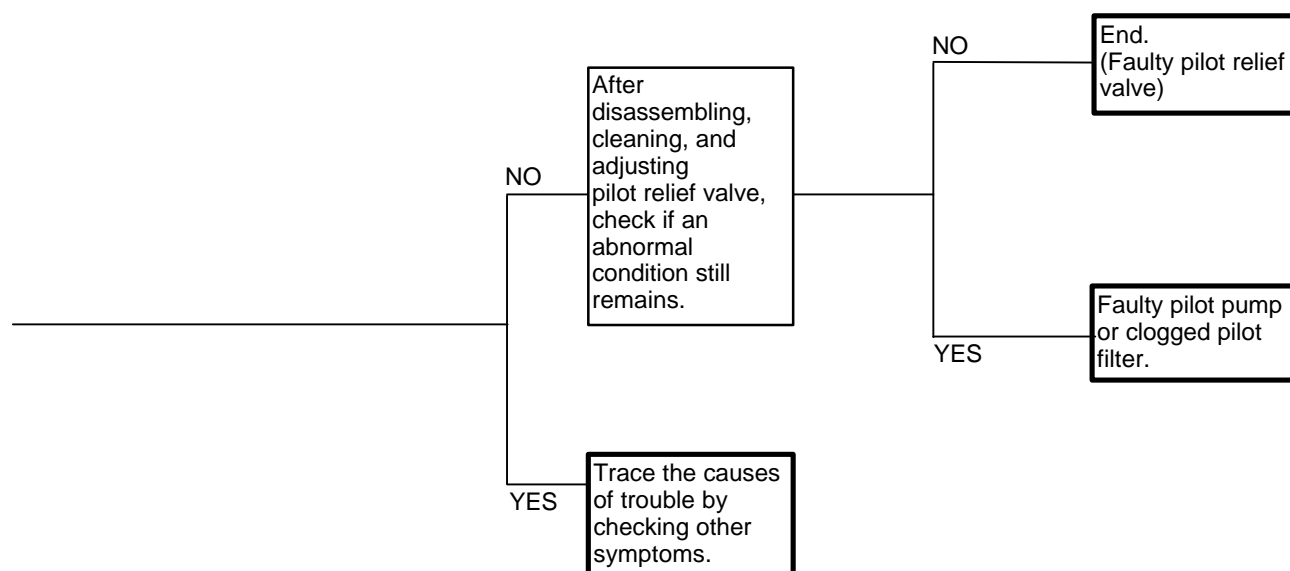 NO
After
disassembling,
cleaning, and
adjusting
pilot relief valve,
check if an
abnormal
condition still
remains.
YES
Trace the causes
of trouble by
checking other
symptoms.
NO
End.
(Faulty pilot relief
valve)
YES
Faulty pilot pump
or clogged pilot
filter.